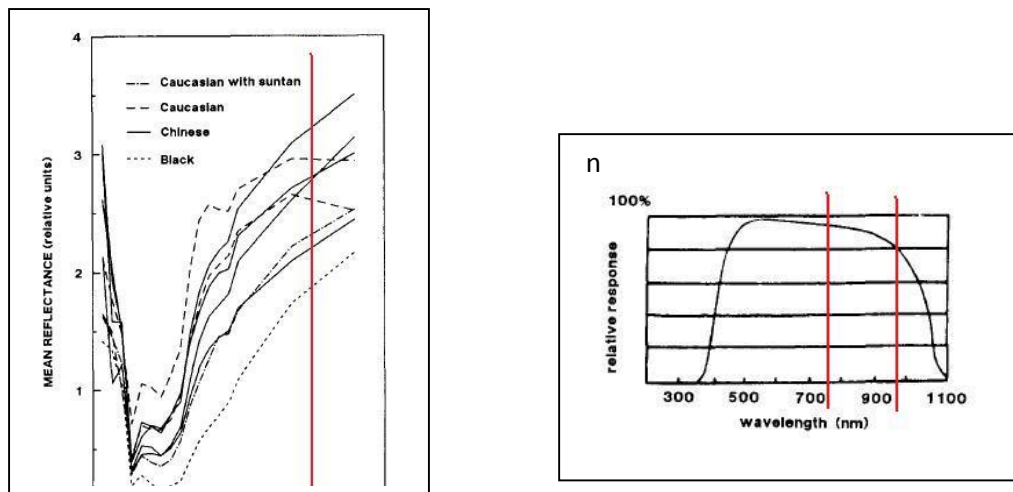 4
Caucasian with suntan
Caucasian
Chinese
Black
3
2
1
MEAN REFLECTANCE (relative units)
n
100%
relative response
300 500 700 900 1100
wavelength (nm)